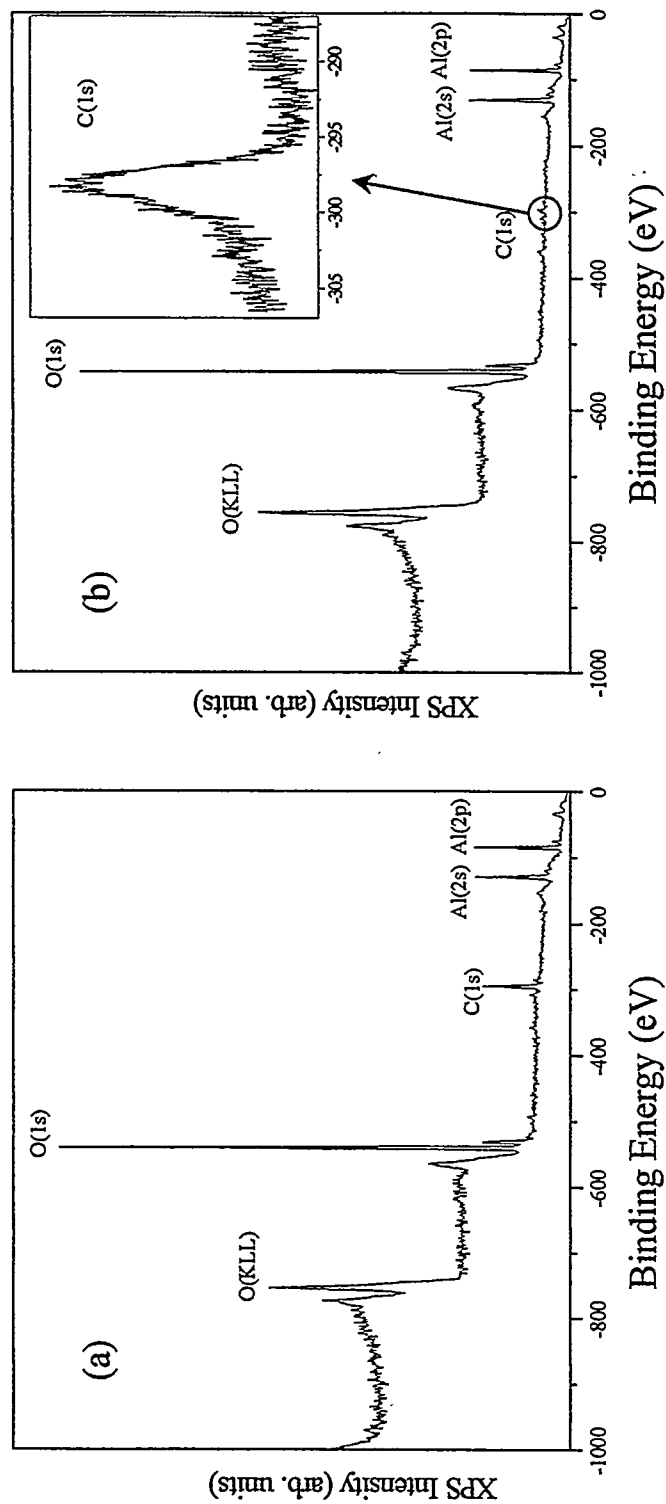 (a)
XPS Intensity (arb. units)
O(KLL)
O(1s)
C(1s)
Al(2s)
Al(2p)
-1000
-800
-600
-400
-200
0
Binding Energy (eV)
(b)
XPS Intensity (arb. units)
O(KLL)
O(1s)
C(1s)
Al(2s)
Al(2p)
C(1s)
-305
-300
-295
-290
-1000
-800
-600
-400
-200
0
Binding Energy (eV)